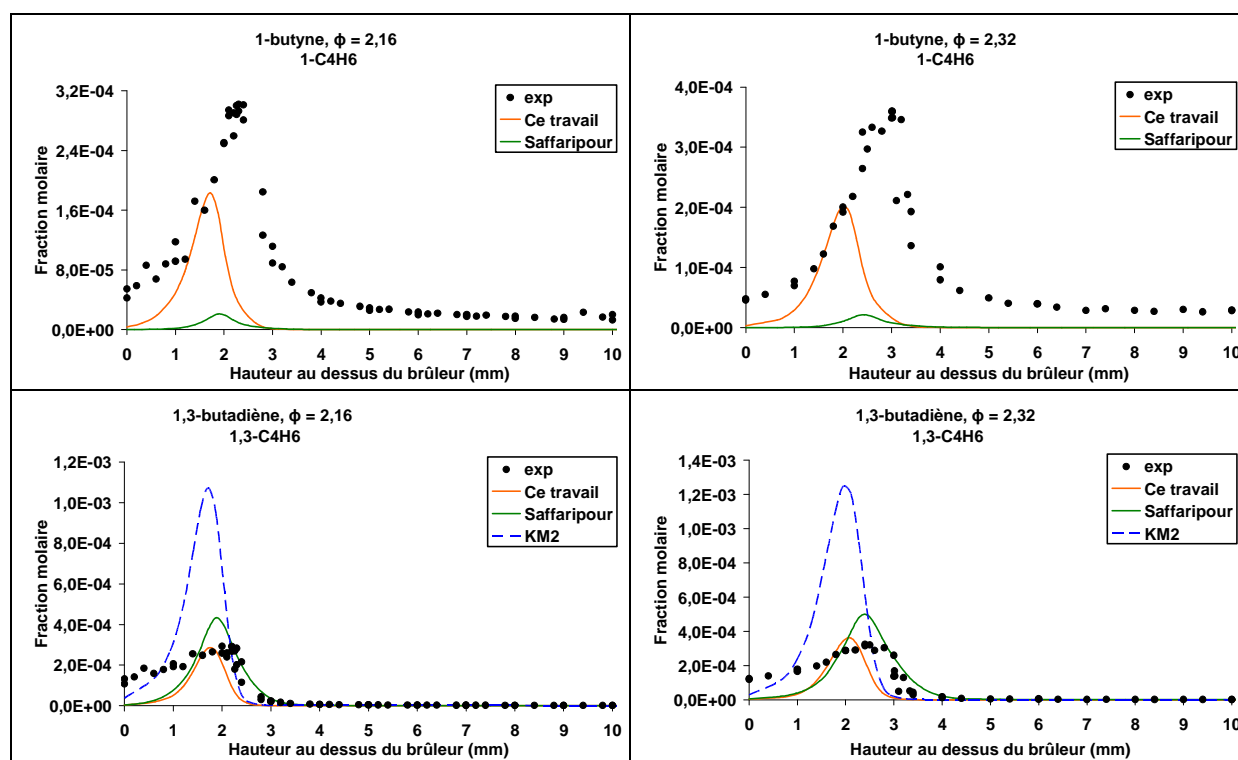 1-butyne, ϕ = 2,16
1-C4H6
3,2E-04
2,4E-04
1,6E-04
8,0E-05
0,0E+00
Fraction molaire
exp
Ce travail
Saffaripour
0 1 2 3 4 5 6 7 8 9 10
Hauteur au dessus du brûleur (mm)
1-butyne, ϕ = 2,32
1-C4H6
4,0E-04
3,0E-04
2,0E-04
1,0E-04
0,0E+00
Fraction molaire
exp
Ce travail
Saffaripour
0 1 2 3 4 5 6 7 8 9 10
Hauteur au dessus du brûleur (mm)
1,3-butadiène, ϕ = 2,16
1,3-C4H6
1,2E-03
1,0E-03
8,0E-04
6,0E-04
4,0E-04
2,0E-04
0,0E+00
Fraction molaire
exp
Ce travail
Saffaripour
KM2
0 1 2 3 4 5 6 7 8 9 10
Hauteur au dessus du brûleur (mm)
1,3-butadiène, ϕ = 2,32
1,3-C4H6
1,4E-03
1,2E-03
1,0E-03
8,0E-04
6,0E-04
4,0E-04
2,0E-04
0,0E+00
Fraction molaire
exp
Ce travail
Saffaripour
KM2
0 1 2 3 4 5 6 7 8 9 10
Hauteur au dessus du brûleur (mm)